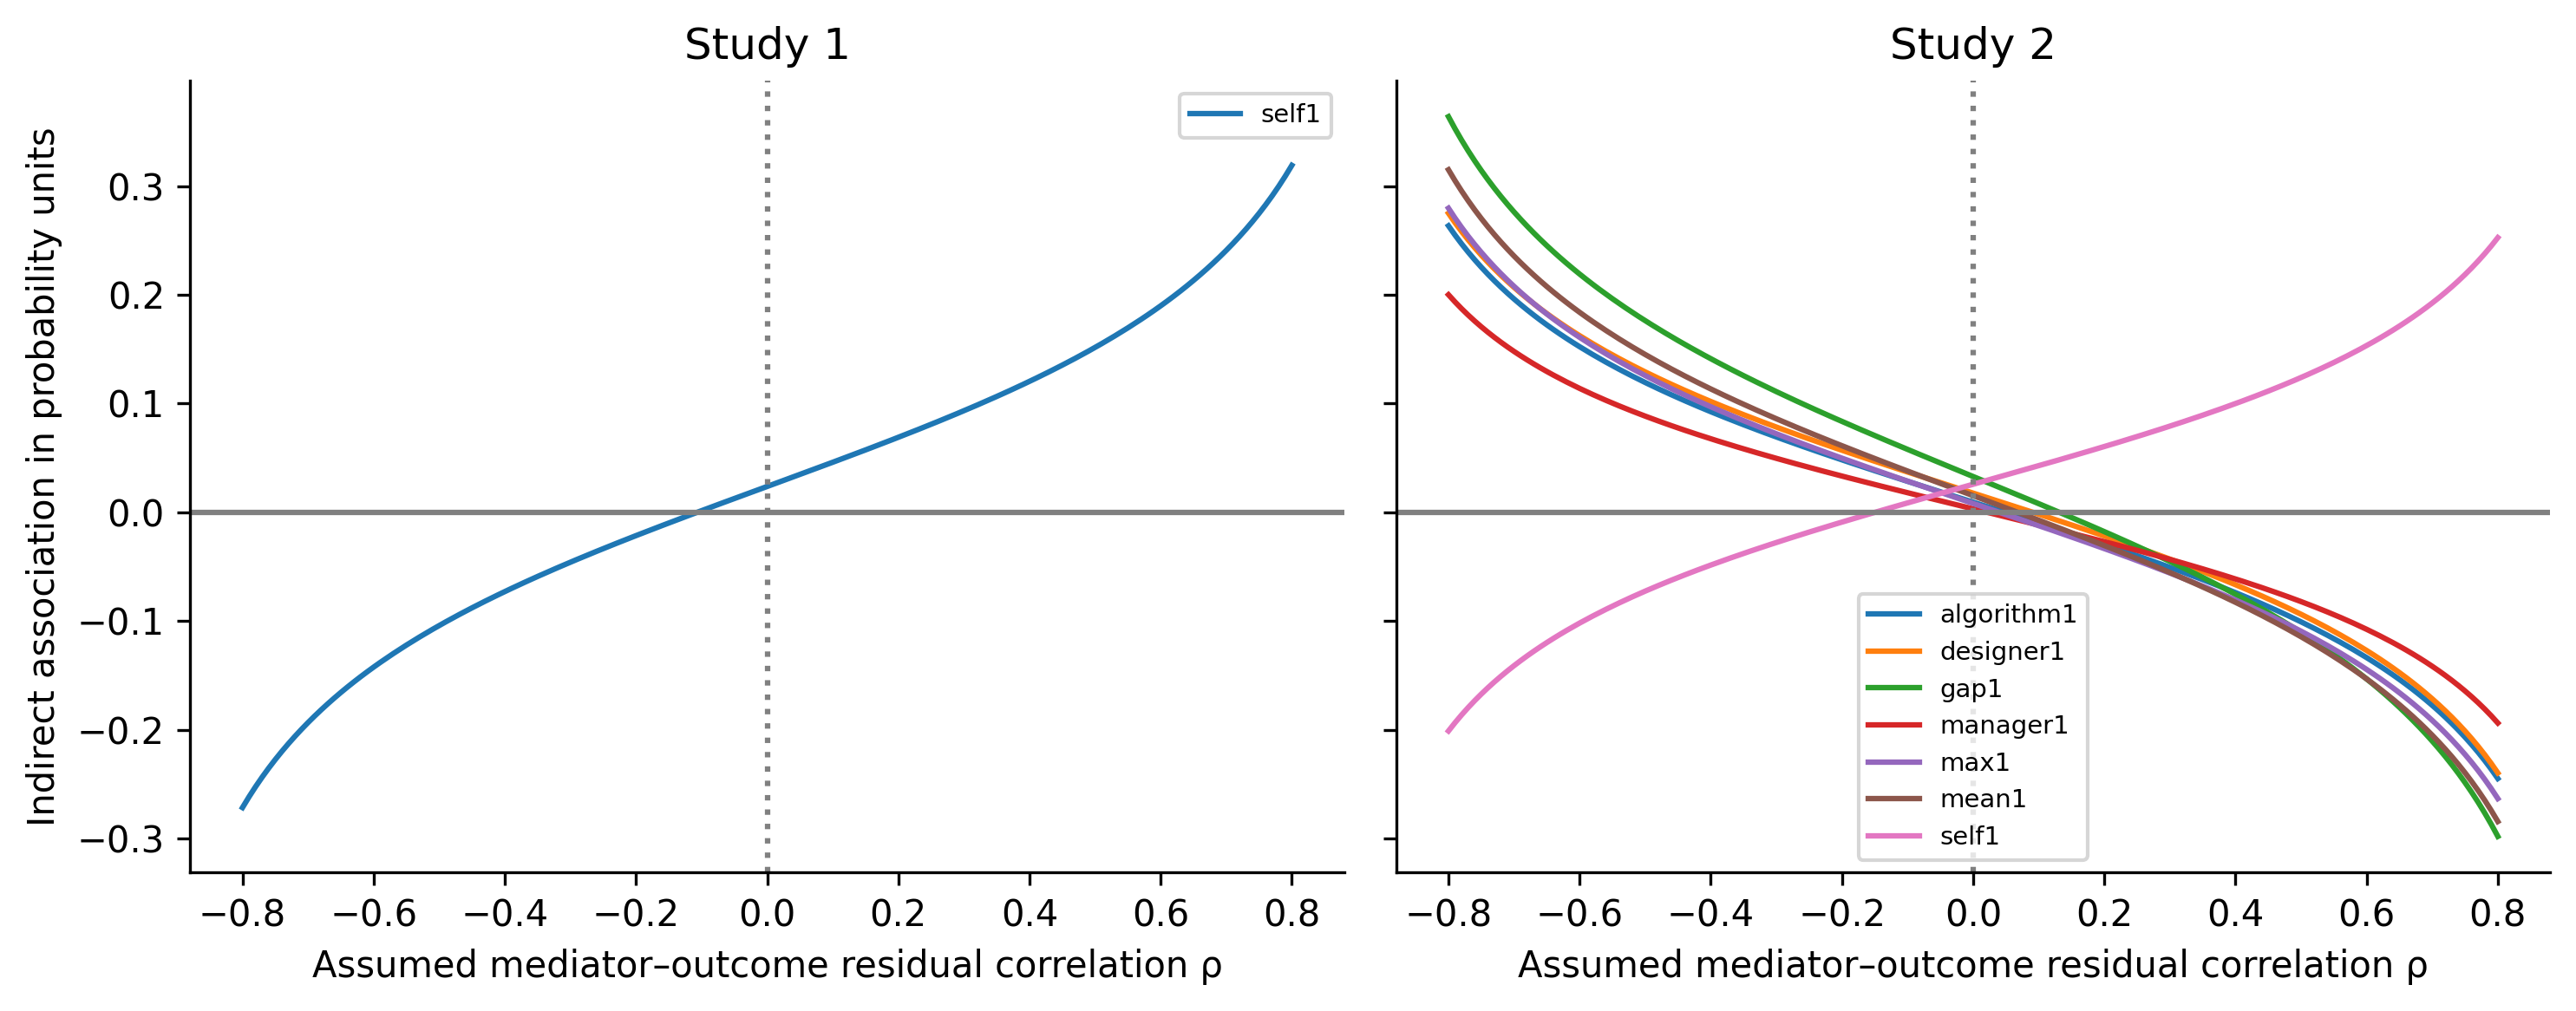 Study 1
Indirect association in probability units
0.3
0.2
0.1
0.0
−0.1
−0.2
−0.3
self1
−0.8 −0.6 −0.4 −0.2 0.0 0.2 0.4 0.6 0.8
Assumed mediator–outcome residual correlation ρ
Study 2
algorithm1
designer1
gap1
manager1
max1
mean1
self1
−0.8 −0.6 −0.4 −0.2 0.0 0.2 0.4 0.6 0.8
Assumed mediator–outcome residual correlation ρ